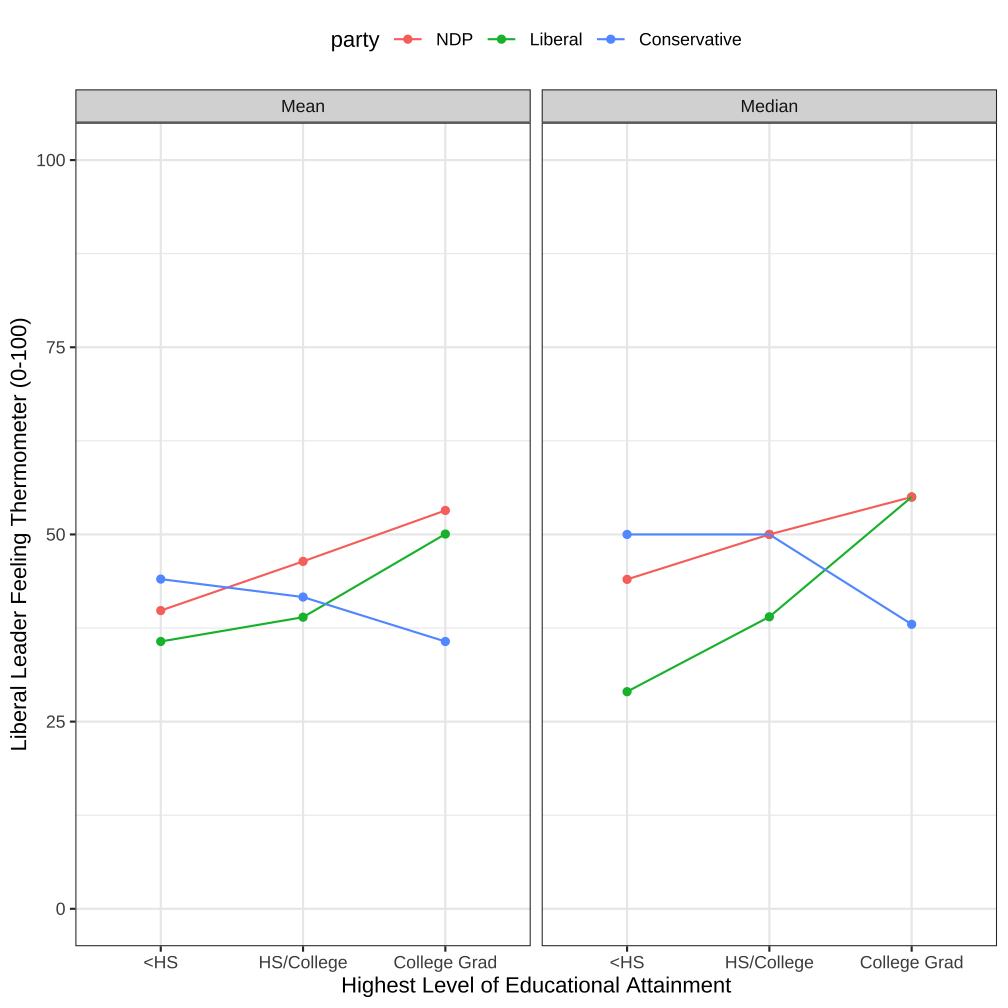 party NDP Liberal Conservative
Mean Median
Liberal Leader Feeling Thermometer (0-100)
100
75
50
25
0
<HS HS/College College Grad <HS HS/College College Grad
Highest Level of Educational Attainment